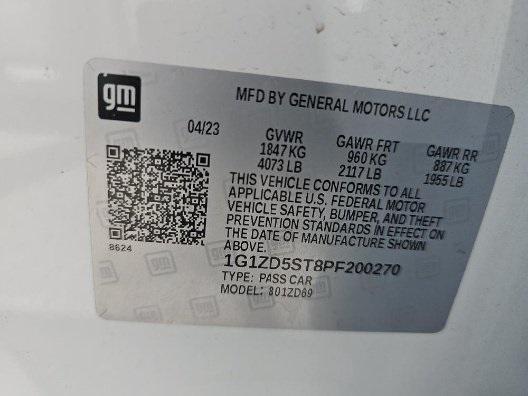 gm
MFD BY GENERAL MOTORS LLC
04/23 GVWR GAWR FRT GAWR RR
1847 KG 960 KG 887 KG
4073 LB 2117 LB 1955 LB
THIS VEHICLE CONFORMS TO ALL
APPLICABLE U.S. FEDERAL MOTOR
VEHICLE SAFETY, BUMPER, AND THEFT
PREVENTION STANDARDS IN EFFECT ON
THE DATE OF MANUFACTURE SHOWN
ABOVE.
8624
1G1ZD5ST8PF200270
TYPE: PASS CAR
MODEL: 801ZD69